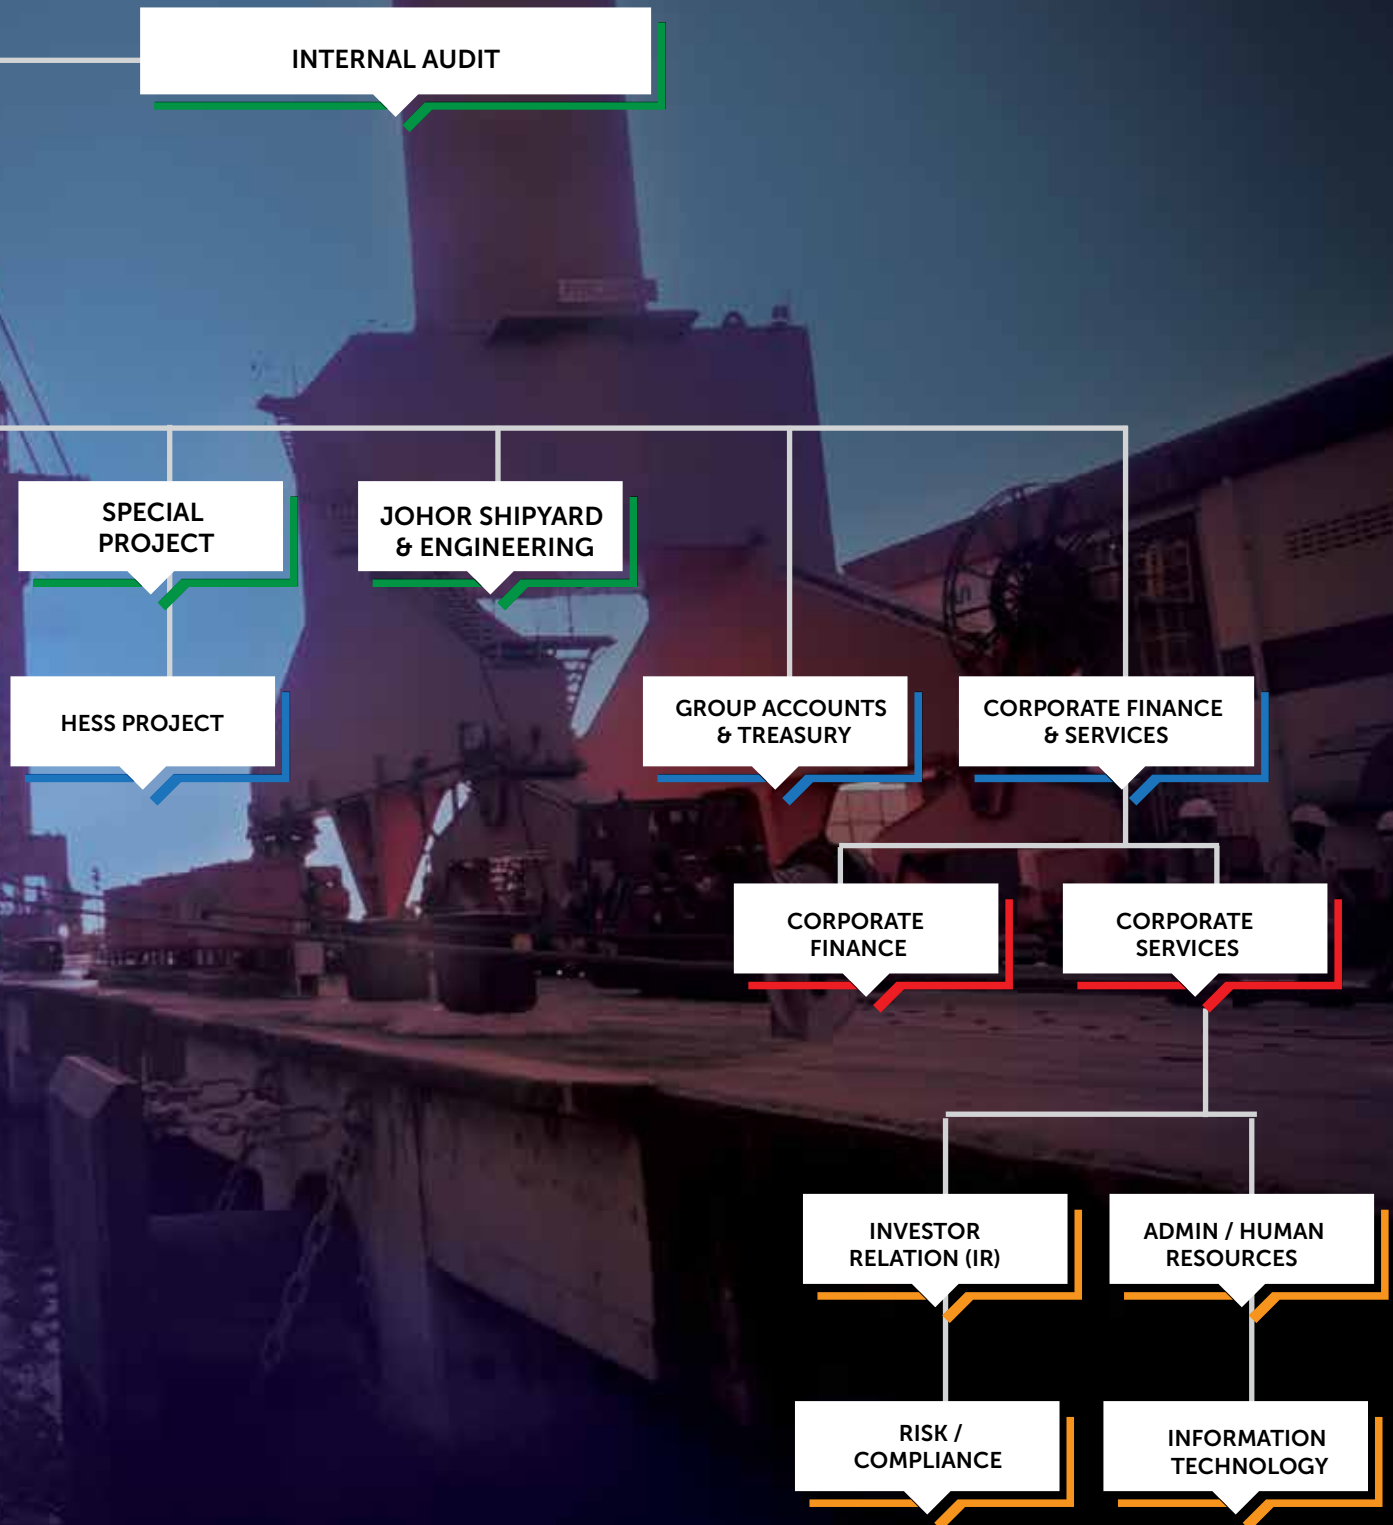 INTERNAL AUDIT
SPECIAL
PROJECT
JOHOR SHIPYARD
& ENGINEERING
HESS PROJECT
GROUP ACCOUNTS
& TREASURY
CORPORATE FINANCE
& SERVICES
CORPORATE
FINANCE
CORPORATE
SERVICES
INVESTOR
RELATION (IR)
ADMIN / HUMAN
RESOURCES
RISK /
COMPLIANCE
INFORMATION
TECHNOLOGY